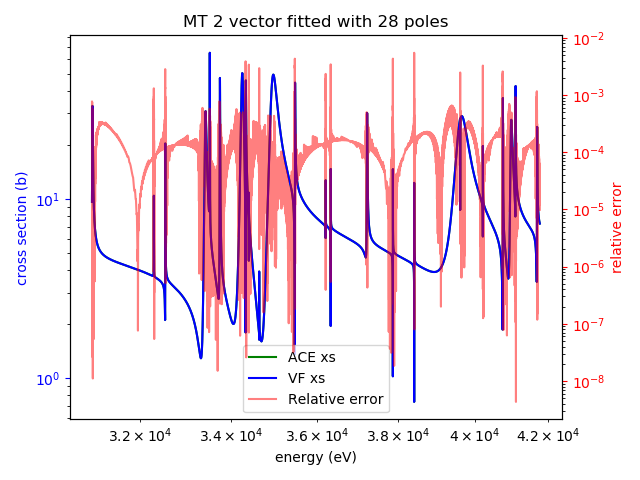 MT 2 vector fitted with 28 poles
cross section (b)
10¹
10⁰
10⁻²
10⁻³
10⁻⁴
10⁻⁵
10⁻⁶
10⁻⁷
10⁻⁸
relative error
ACE xs
VF xs
Relative error
3.2 × 10⁴ 3.4 × 10⁴ 3.6 × 10⁴ 3.8 × 10⁴ 4 × 10⁴ 4.2 × 10⁴
energy (eV)